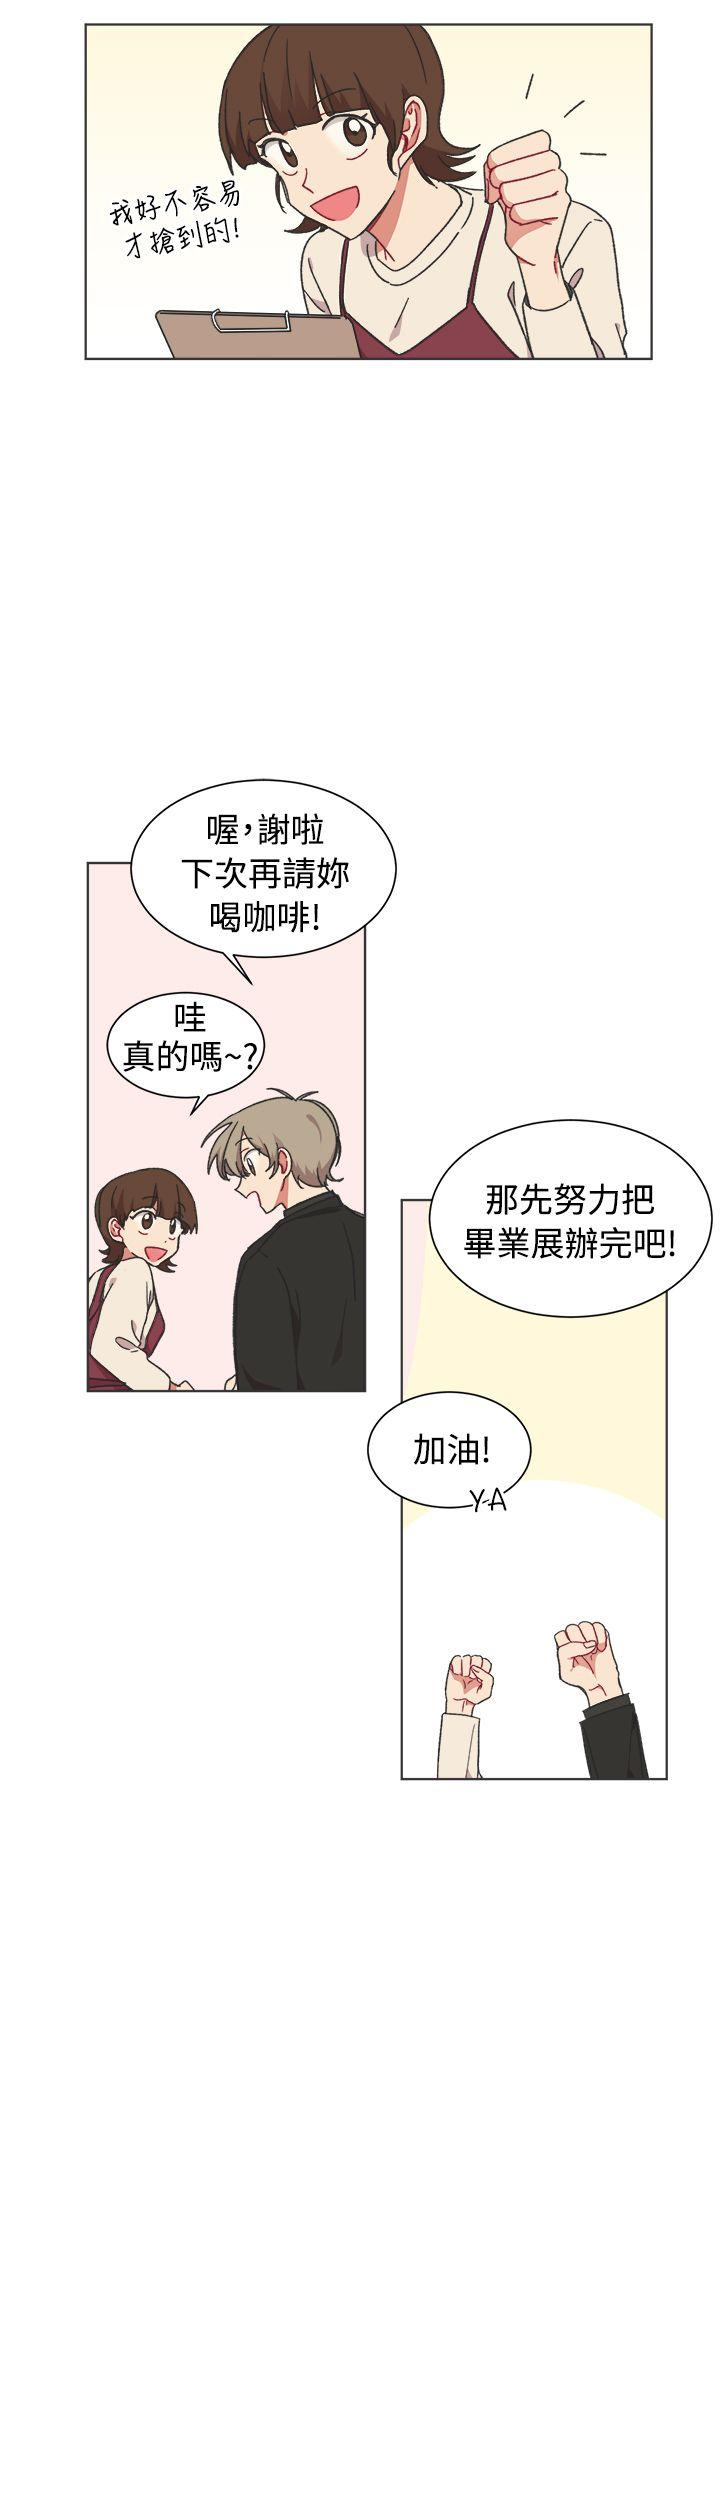 我好不容易
才搶到的!
喔,謝啦
下次再請妳
喝咖啡!
哇
真的嗎~?
那先努力把
畢業展辦完吧!
加油!
Y-A